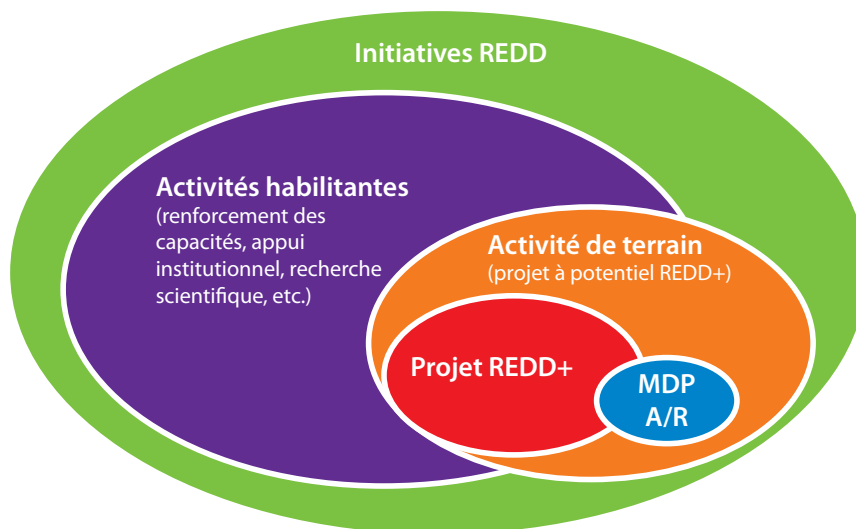 Initiatives REDD
Activités habilitantes
(renforcement des
capacités, appui
institutionnel, recherche
scientifique, etc.)
Activité de terrain
(projet à potentiel REDD+)
Projet REDD+
MDP
A/R